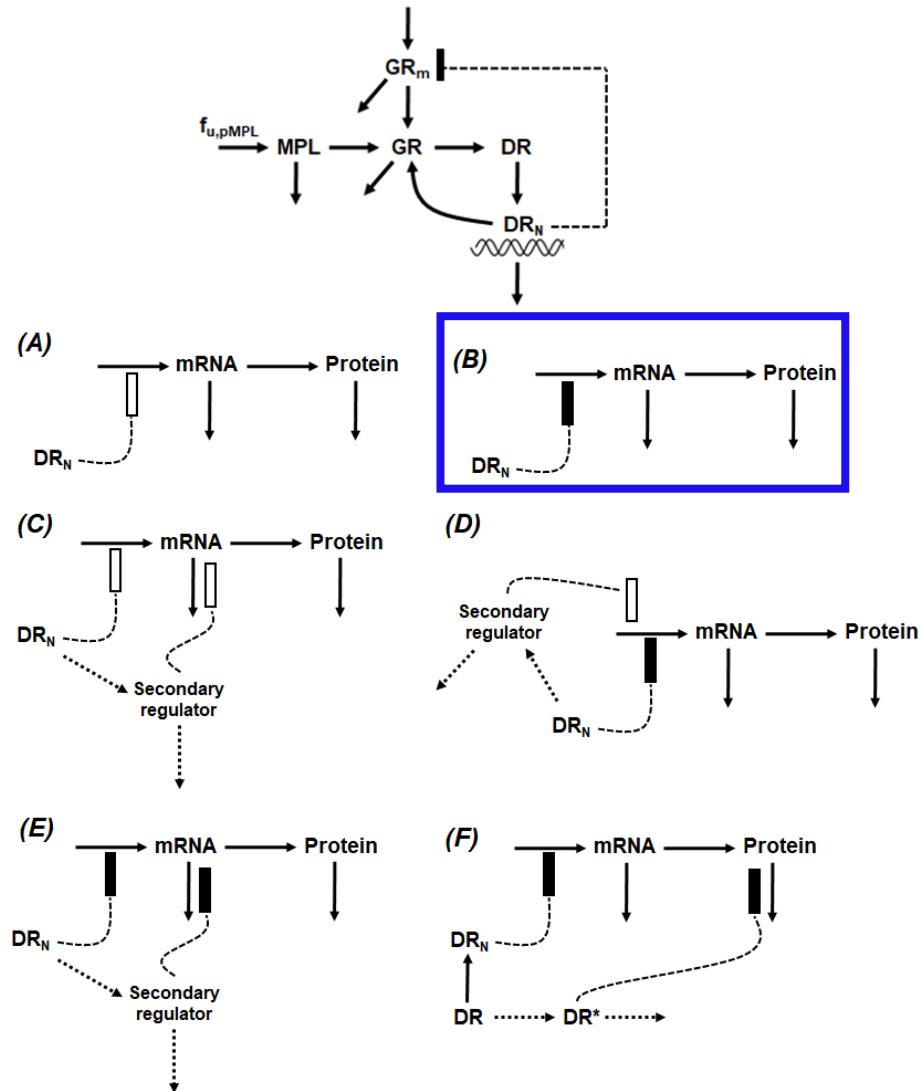 GRm
fu,pMPL
MPL GR DR
DRN
(A)
mRNA Protein
DRN
(B)
mRNA Protein
DRN
(C)
mRNA Protein
DRN
Secondary
regulator
(D)
Secondary
regulator
mRNA Protein
DRN
(E)
mRNA Protein
DRN
Secondary
regulator
(F)
mRNA Protein
DRN
DR DR*